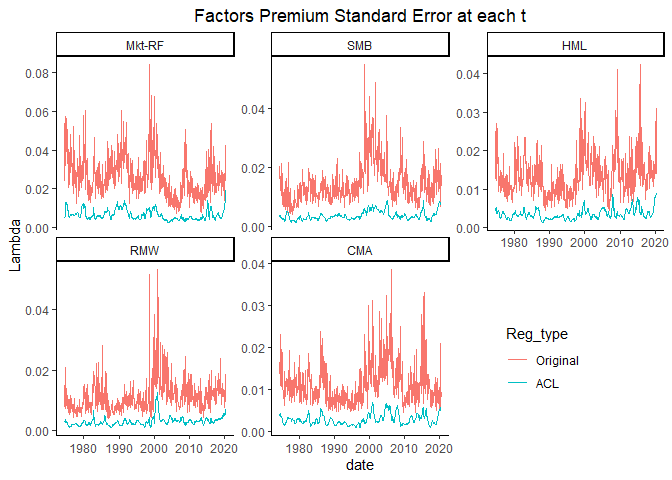 Factors Premium Standard Error at each t
Mkt-RF
SMB
HML
0.08
0.06
0.04
0.02
0.00
0.04
0.02
0.00
0.04
0.03
0.02
0.01
0.00
1980 1990 2000 2010 2020
Lambda
RMW
CMA
0.04
0.02
0.00
0.04
0.03
0.02
0.01
0.00
1980 1990 2000 2010 2020
1980 1990 2000 2010 2020
date
Reg_type
Original
ACL